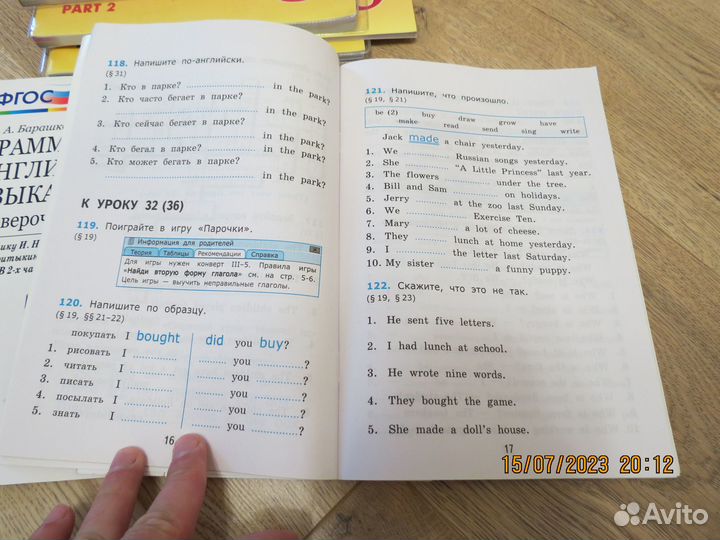 PART 2
ФГОС
А. Барашк
РАММ
НГЛИ
ЗЫКА
верочн
нику И. Н
В 2-х ча
118. Напишите по-английски.
(§ 31)
1. Кто в парке? in the park?
2. Кто часто бегает в парке?
in the park?
3. Кто сейчас бегает в парке?
in the park?
4. Кто бегал в парке? in the park?
5. Кто может бегать в парке?
in the park?
К УРОКУ 32 (36)
119. Поиграйте в игру «Парочки».
(§ 19)
Информация для родителей
Теория Таблицы Рекомендации Справка
Для игры нужен конверт III-5. Правила игры
«Найди вторую форму глагола» см. на стр. 5-6.
Цель игры — выучить неправильные глаголы.
120. Напишите по образцу.
(§ 19, §§ 21-22)
покупать I bought did you buy?
1. рисовать I you ?
2. читать I you ?
3. писать I you ?
4. посылать I you ?
5. знать I you ?
16
121. Напишите, что произошло.
(§ 19, § 21)
be (2) buy draw grow have
make read send sing write
Jack made a chair yesterday.
1. We Russian songs yesterday.
2. She "A Little Princess" last year.
3. The flowers under the tree.
4. Bill and Sam on holidays.
5. Jerry at the zoo last Sunday.
6. We Exercise Ten.
7. Mary a lot of cheese.
8. They lunch at home yesterday.
9. I the letter last Saturday.
10. My sister a funny puppy.
122. Скажите, что это не так.
(§ 19, § 23)
1. He sent five letters.
2. I had lunch at school.
3. He wrote nine words.
4. They bought the game.
5. She made a doll's house.
17
15/07/2023 20:12
Avito